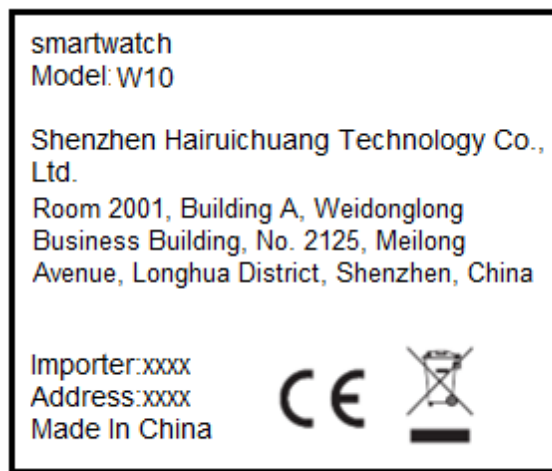 smartwatch
Model: W10
Shenzhen Hairuichuang Technology Co.,
Ltd.
Room 2001, Building A, Weidonglong
Business Building, No. 2125, Meilong
Avenue, Longhua District, Shenzhen, China
Importer:xxxx
Address:xxxx
Made In China
CE